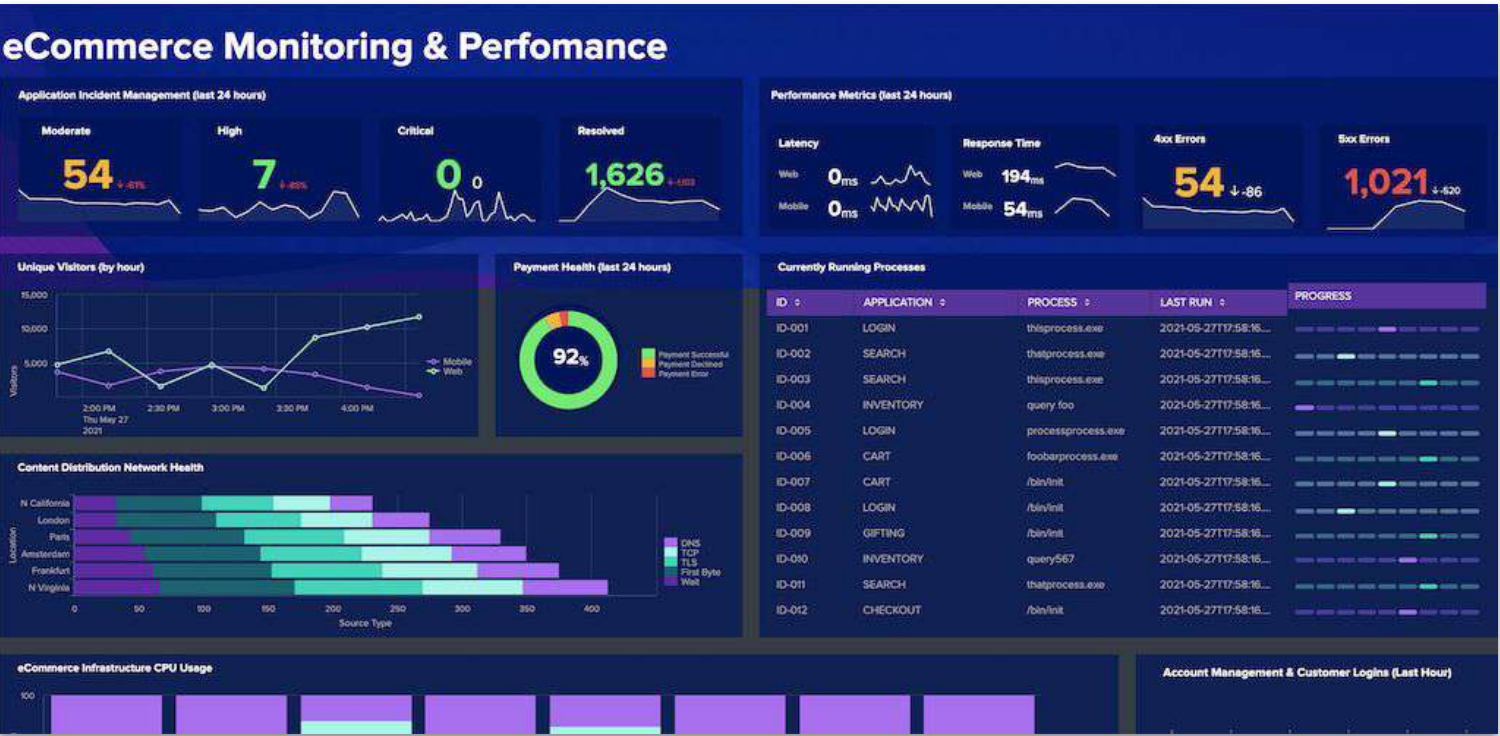 eCommerce Monitoring & Perfomance
Application Incident Management (last 24 hours)
Moderate
54 ↓ -61%
High
7
Critical
0 0
Resolved
1,626
Performance Metrics (last 24 hours)
Latency
Web 0ms
Mobile 0ms
Response Time
Web 194ms
Mobile 54ms
4xx Errors
54 ↓ -86
5xx Errors
1,021 ↓ -520
Unique Visitors (by hour)
15,000
10,000
5,000
Visitors
2:00 PM 2:30 PM 3:00 PM 3:30 PM 4:00 PM
Thu May 27
2021
Mobile
Web
Payment Health (last 24 hours)
92%
Payment Successful
Payment Declined
Payment Error
Currently Running Processes
ID APPLICATION PROCESS LAST RUN PROGRESS
ID-001 LOGIN thisprocess.exe 2021-05-27T17:58:16...
ID-002 SEARCH thatprocess.exe 2021-05-27T17:58:16...
ID-003 SEARCH thisprocess.exe 2021-05-27T17:58:16...
ID-004 INVENTORY query foo 2021-05-27T17:58:16...
ID-005 LOGIN processprocess.exe 2021-05-27T17:58:16...
ID-006 CART foobarprocess.exe 2021-05-27T17:58:16...
ID-007 CART /bin/init 2021-05-27T17:58:16...
ID-008 LOGIN /bin/init 2021-05-27T17:58:16...
ID-009 GIFTING /bin/init 2021-05-27T17:58:16...
ID-010 INVENTORY query567 2021-05-27T17:58:16...
ID-011 SEARCH thatprocess.exe 2021-05-27T17:58:16...
ID-012 CHECKOUT /bin/init 2021-05-27T17:58:16...
Content Distribution Network Health
Location
N California
London
Paris
Amsterdam
Frankfurt
N Virginia
0 50 100 150 200 250 300 350 400
Source Type
DNS
TCP
TLS
First Byte
Wait
eCommerce Infrastructure CPU Usage
100
Account Management & Customer Logins (Last Hour)